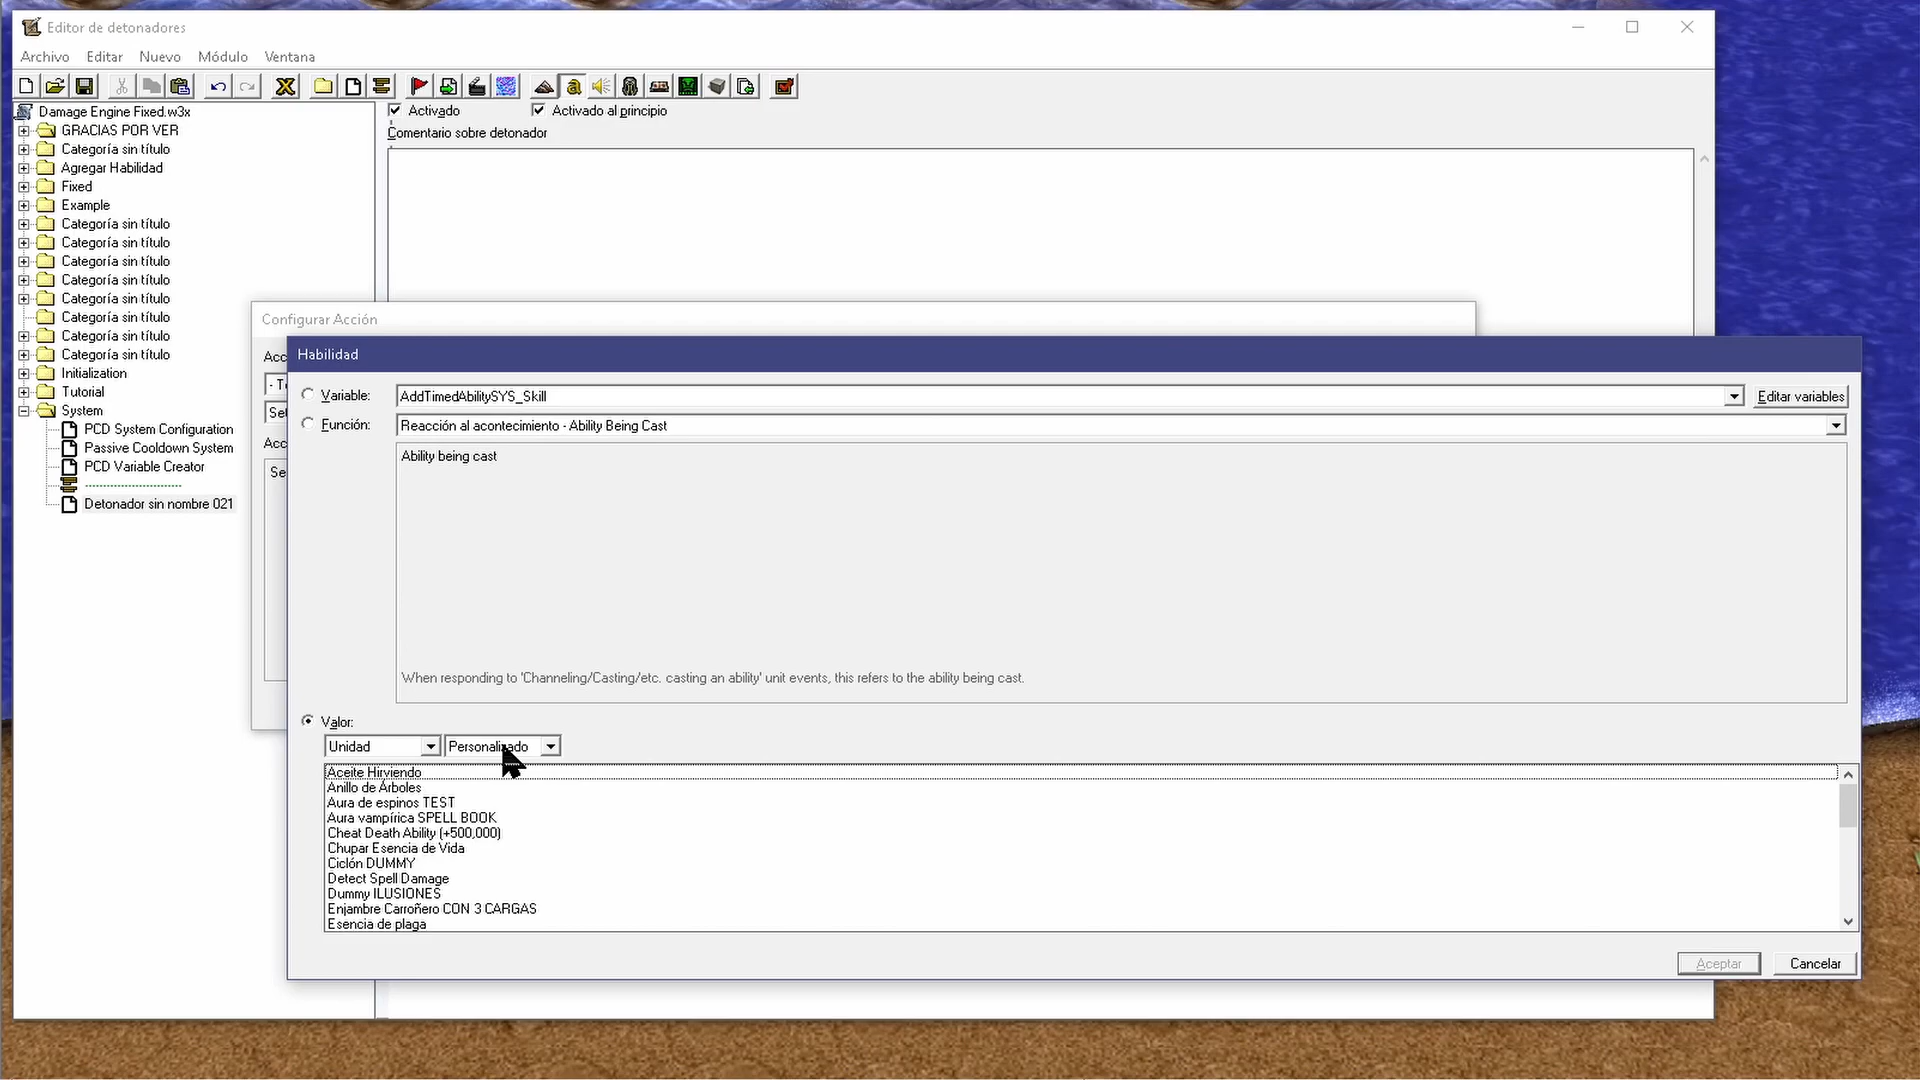 Editor de detonadores
Archivo Editar Nuevo Módulo Ventana
Damage Engine Fixed.w3x
GRACIAS POR VER
Categoría sin título
Agregar Habilidad
Fixed
Example
Categoría sin título
Categoría sin título
Categoría sin título
Categoría sin título
Categoría sin título
Categoría sin título
Categoría sin título
Categoría sin título
Initialization
Tutorial
System
PCD System Configuration
Passive Cooldown System
PCD Variable Creator
------------------------
Detonador sin nombre 021
Activado Activado al principio
Comentario sobre detonador
Configurar Acción
Acc
- T
Set
Acc
Se
Habilidad
Variable: AddTimedAbilitySYS_Skill Editar variables
Función: Reacción al acontecimiento - Ability Being Cast
Ability being cast
When responding to 'Channeling/Casting/etc. casting an ability' unit events, this refers to the ability being cast.
Valor:
Unidad Personalizado
Aceite Hirviendo
Anillo de Árboles
Aura de espinos TEST
Aura vampírica SPELL BOOK
Cheat Death Ability (+500,000)
Chupar Esencia de Vida
Ciclón DUMMY
Detect Spell Damage
Dummy ILUSIONES
Enjambre Carroñero CON 3 CARGAS
Esencia de plaga
Aceptar Cancelar